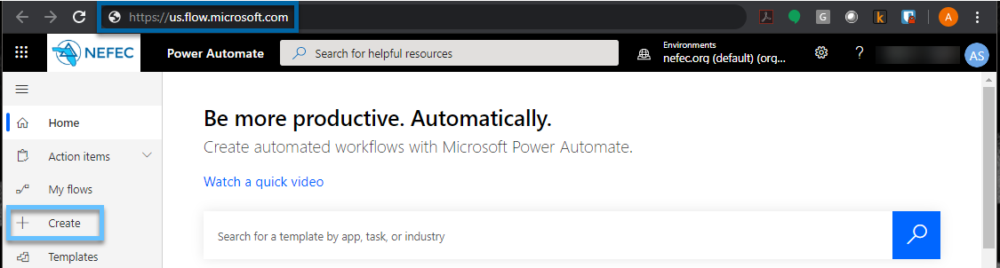 https://us.flow.microsoft.com
G
k
A
NEFEC
Power Automate
Search for helpful resources
Environments
nefec.org (default) (org...
?
AS
Home
Be more productive. Automatically.
Create automated workflows with Microsoft Power Automate.
Action items
Watch a quick video
My flows
Create
Search for a template by app, task, or industry
Templates